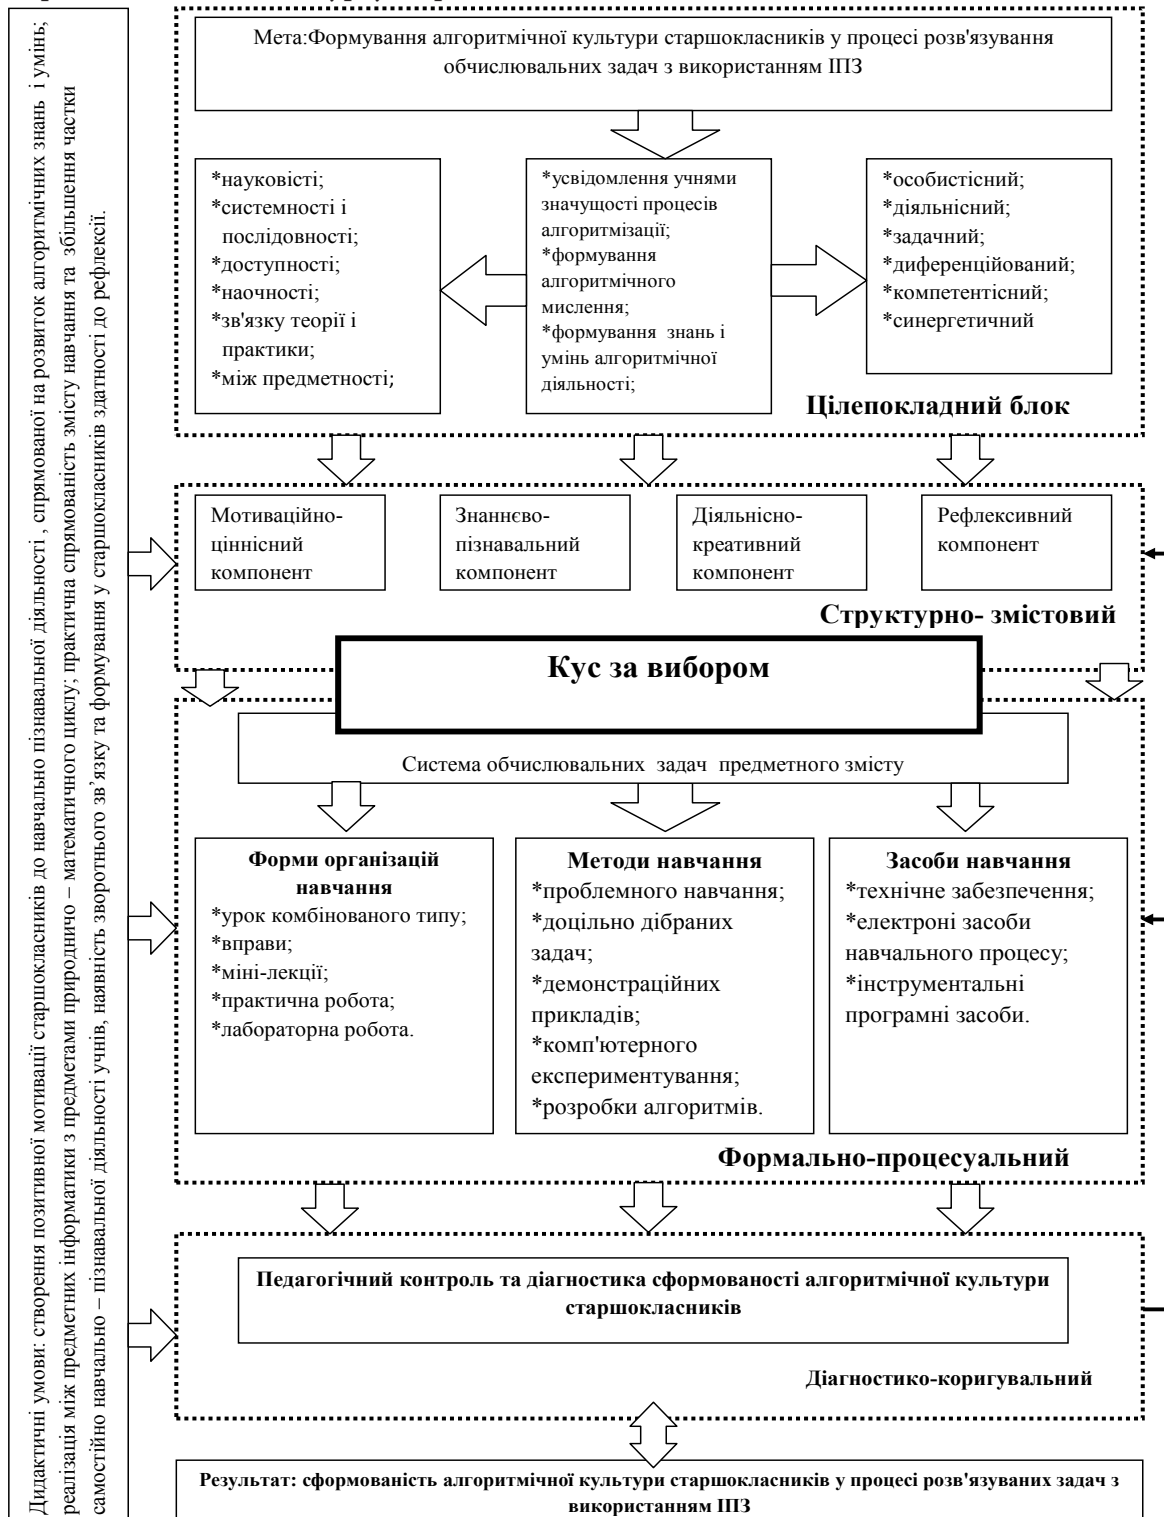 Мета:Формування алгоритмічної культури старшокласників у процесі розв'язування
обчислювальних задач з використанням ІПЗ
*науковісті;
*системності і
послідовності;
*доступності;
*наочності;
*зв'язку теорії і
практики;
*між предметності;
*усвідомлення учнями
значущості процесів
алгоритмізації;
*формування
алгоритмічного
мислення;
*формування знань і
умінь алгоритмічної
діяльності;
*особистісний;
*діяльнісний;
*задачний;
*диференційований;
*компетентісний;
*синергетичний
Цілепокладний блок
Мотиваційно-
ціннісний
компонент
Знаннєво-
пізнавальний
компонент
Діяльнісно-
креативний
компонент
Рефлексивний
компонент
Структурно- змістовий
Кус за вибором
Система обчислювальних задач предметного змісту
Форми організацій
навчання
*урок комбінованого типу;
*вправи;
*міні-лекції;
*практична робота;
*лабораторна робота.
Методи навчання
*проблемного навчання;
*доцільно дібраних
задач;
*демонстраційних
прикладів;
*комп'ютерного
експериментування;
*розробки алгоритмів.
Засоби навчання
*технічне забезпечення;
*електроні засоби
навчального процесу;
*інструментальні
програмні засоби.
Формально-процесуальний
Педагогічний контроль та діагностика сформованості алгоритмічної культури
старшокласників
Діагностико-коригувальний
Результат: сформованість алгоритмічної культури старшокласників у процесі розв'язуваних задач з
використанням ІПЗ
Дидактичні умови: створення позитивної мотивації старшокласників до навчально пізнавальної діяльності , спрямованої на розвиток алгоритмічних знань і умінь;
реалізація між предметних інформатики з предметами природничо – математичного циклу; практична спрямованість змісту навчання та збільшення частки
самостійно навчально – пізнавальної діяльності учнів, наявність зворотнього зв’язку та формування у старшокласників здатності до рефлексії.